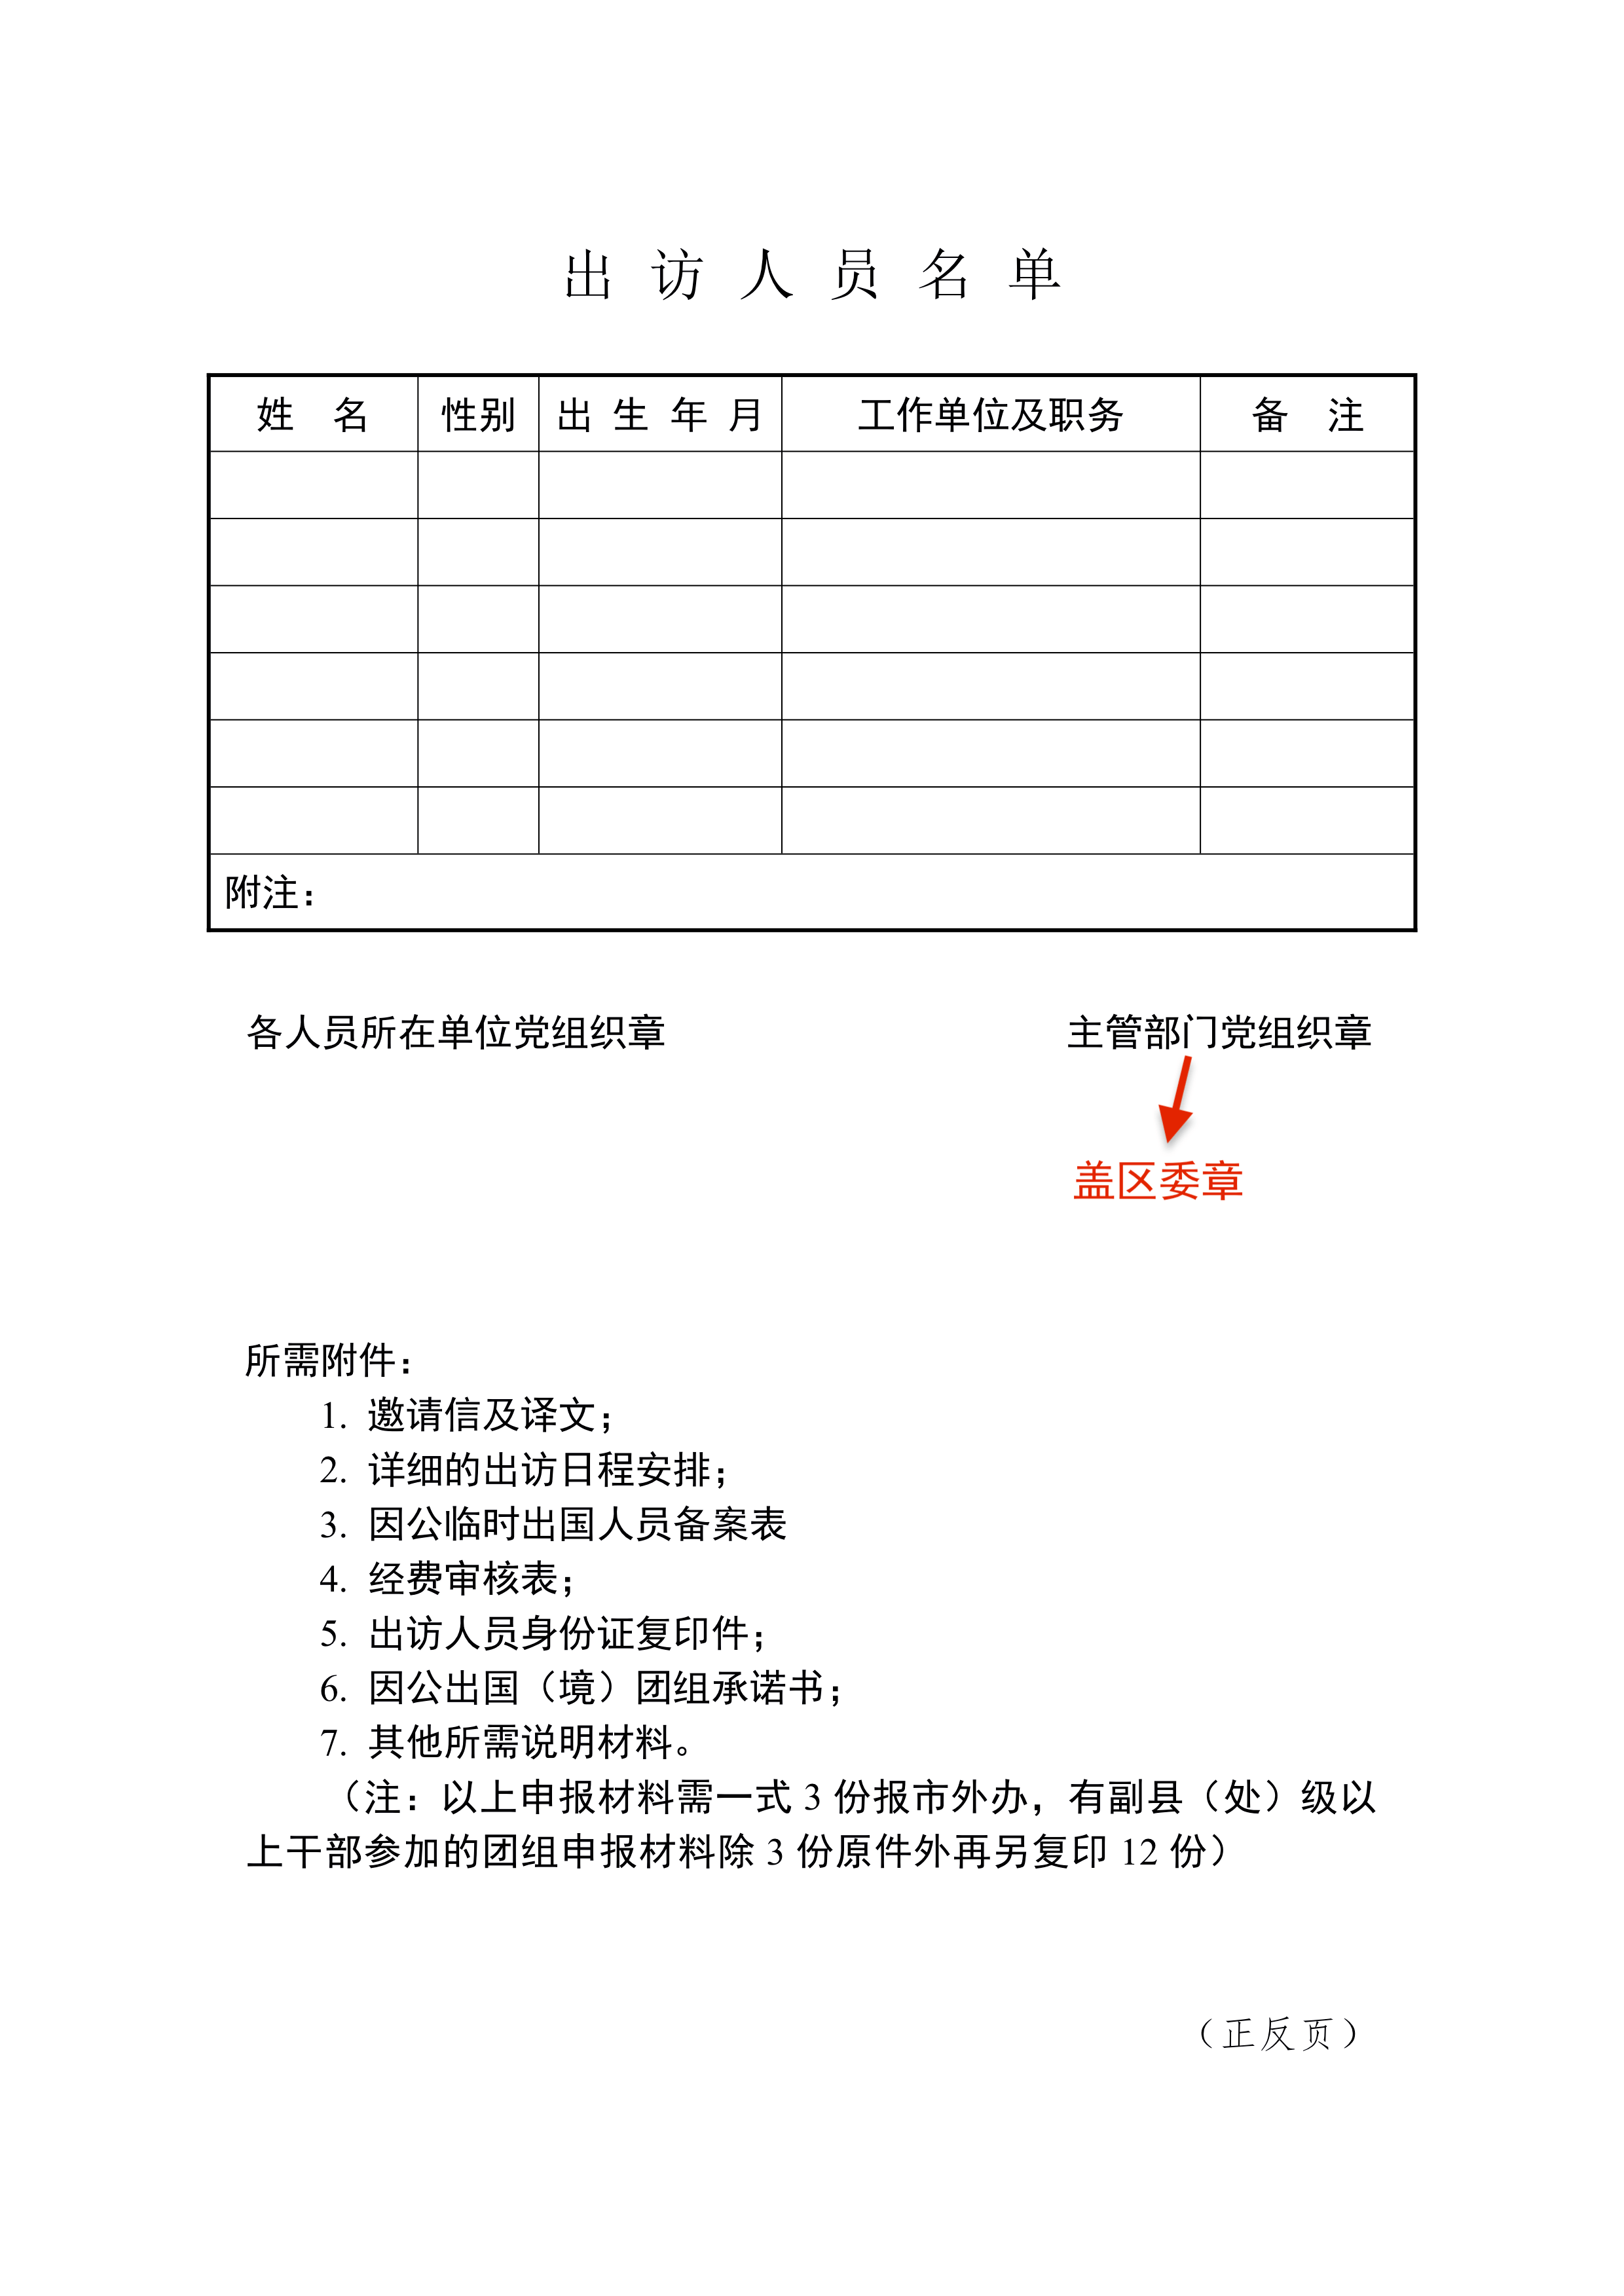 出 访 人 员 名 单
姓 名 性别 出 生 年 月 工作单位及职务 备 注
附注：
各人员所在单位党组织章 主管部门党组织章
盖区委章
所需附件：
1. 邀请信及译文；
2. 详细的出访日程安排；
3. 因公临时出国人员备案表
4. 经费审核表；
5. 出访人员身份证复印件；
6. 因公出国（境）团组承诺书；
7. 其他所需说明材料。
（注：以上申报材料需一式 3 份报市外办，有副县（处）级以
上干部参加的团组申报材料除 3 份原件外再另复印 12 份）
（正反页）